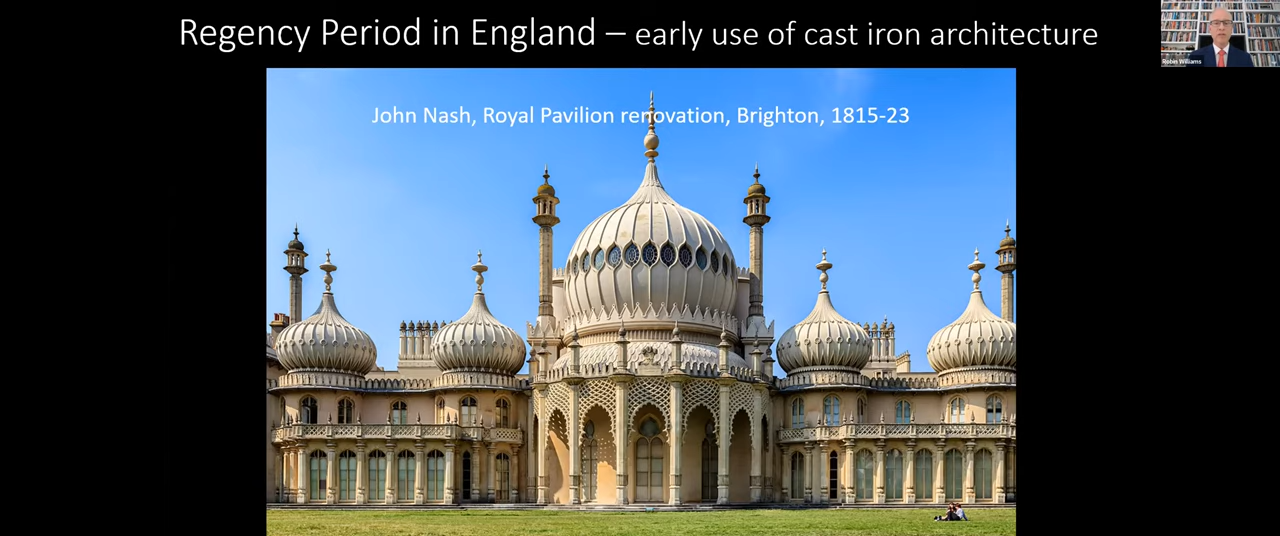 Regency Period in England – early use of cast iron architecture
Robin Williams
John Nash, Royal Pavilion renovation, Brighton, 1815-23